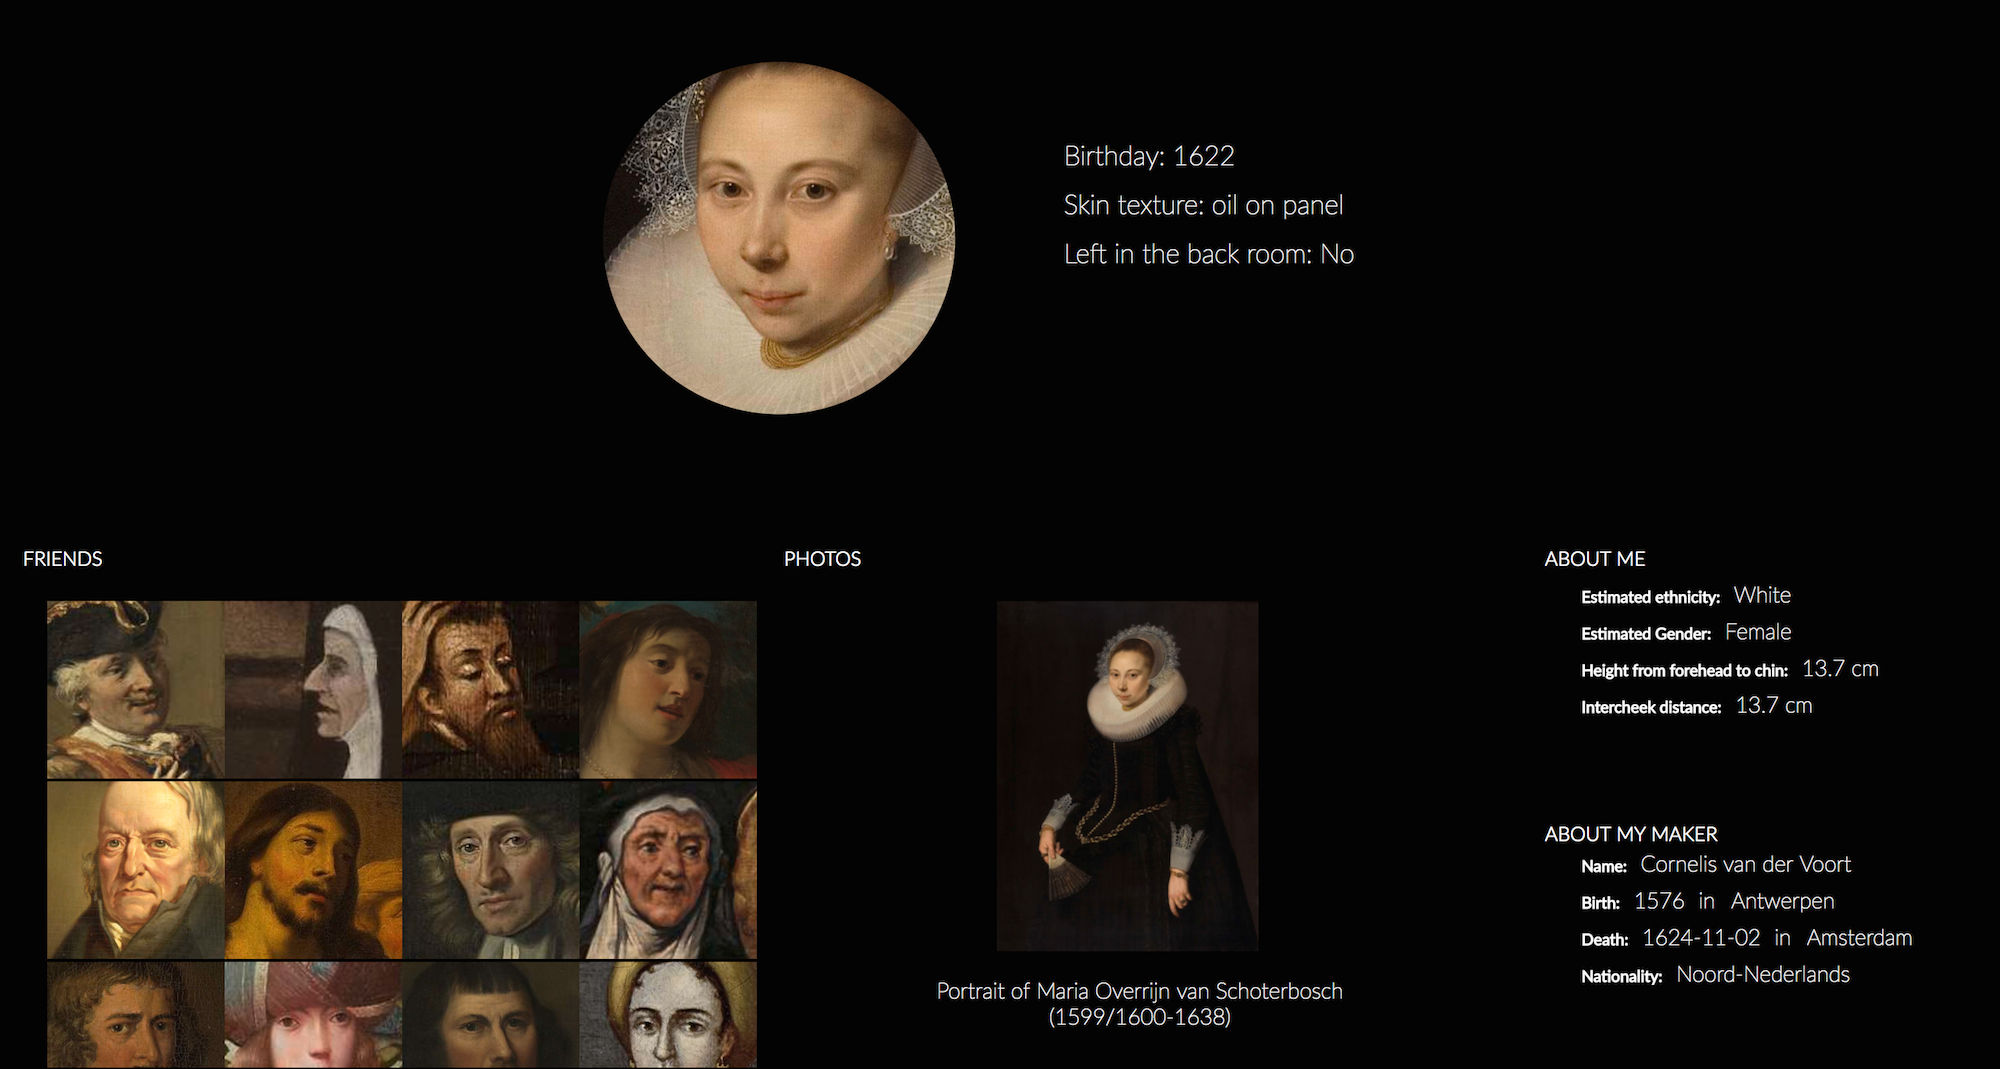 Birthday: 1622
Skin texture: oil on panel
Left in the back room: No
FRIENDS
PHOTOS
Portrait of Maria Overrijn van Schoterbosch
(1599/1600-1638)
ABOUT ME
Estimated ethnicity: White
Estimated Gender: Female
Height from forehead to chin: 13.7 cm
Intercheek distance: 13.7 cm
ABOUT MY MAKER
Name: Cornelis van der Voort
Birth: 1576 in Antwerpen
Death: 1624-11-02 in Amsterdam
Nationality: Noord-Nederlands